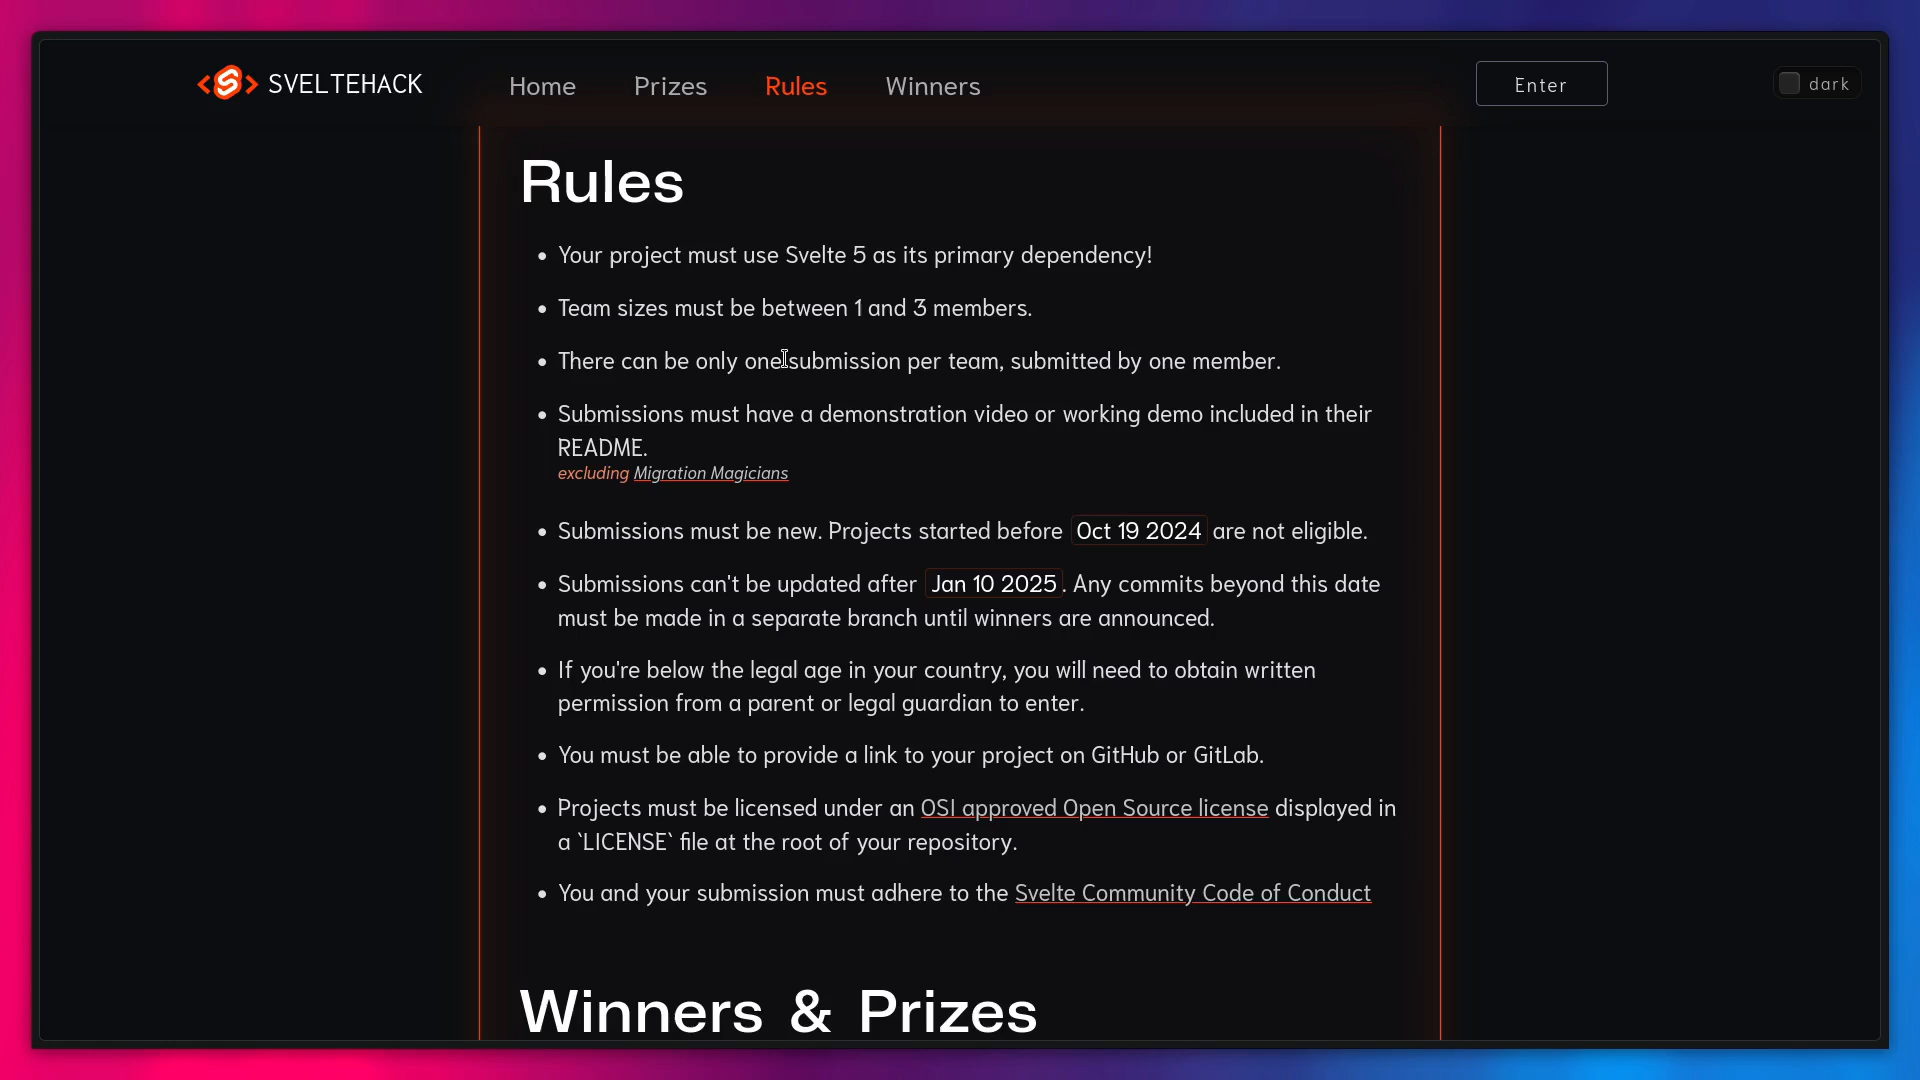 SVELTEHACK
Home Prizes Rules Winners
Enter
dark
Rules
Your project must use Svelte 5 as its primary dependency!
Team sizes must be between 1 and 3 members.
There can be only one submission per team, submitted by one member.
Submissions must have a demonstration video or working demo included in their
README.
excluding Migration Magicians
Submissions must be new. Projects started before Oct 19 2024 are not eligible.
Submissions can't be updated after Jan 10 2025. Any commits beyond this date
must be made in a separate branch until winners are announced.
If you're below the legal age in your country, you will need to obtain written
permission from a parent or legal guardian to enter.
You must be able to provide a link to your project on GitHub or GitLab.
Projects must be licensed under an OSI approved Open Source license displayed in
a `LICENSE` file at the root of your repository.
You and your submission must adhere to the Svelte Community Code of Conduct
Winners & Prizes